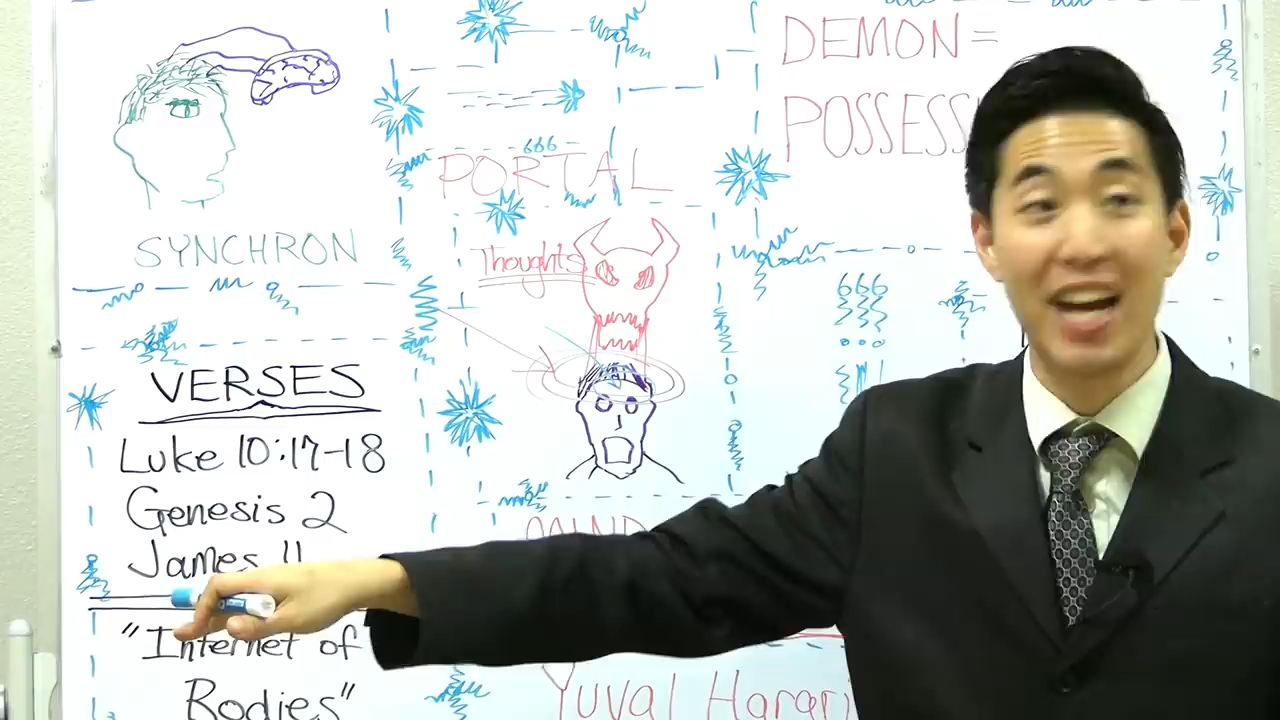 DEMON=
POSSESS
666
PORTAL
SYNCHRON
Thoughts
666
VERSES
Luke 10:17-18
Genesis 2
James
"Internet of
Bodies"
Yuval Harari